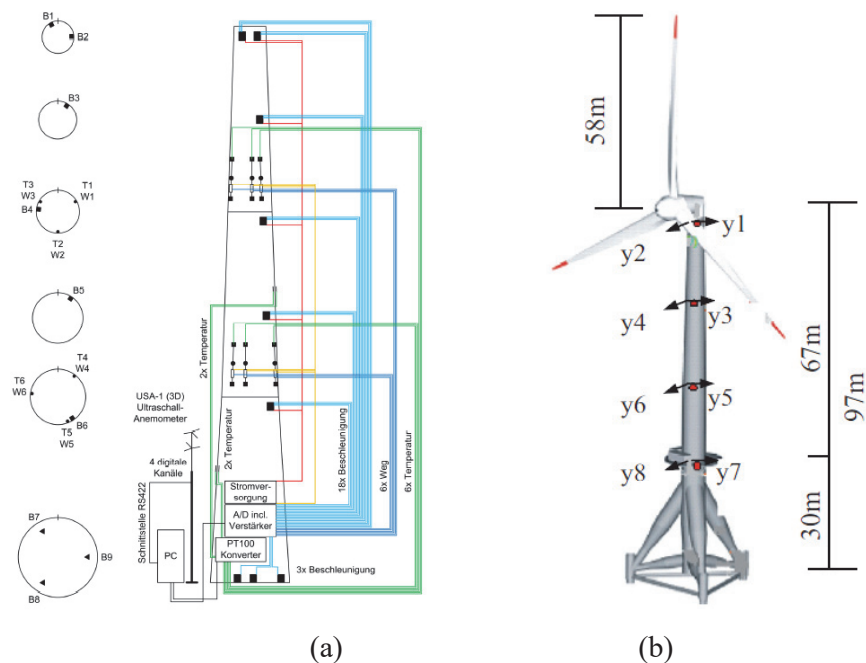 B1
B2
B3
T3
W3
B4
T1
W1
T2
W2
B5
T4
W4
T6
W6
T5
W5
B6
B7
B9
B8
USA-1 (3D)
Ultraschall-
Anemometer
4 digitale
Kanäle
Schnittstelle RS422
PC
2x Temperatur
2x Temperatur
Stromver-
sorgung
A/D incl.
Verstärker
PT100
Konverter
18x Beschleunigung
6x Weg
6x Temperatur
3x Beschleunigung
(a)
58m
y2
y1
y4
y3
y6
y5
y8
y7
67m
97m
30m
(b)